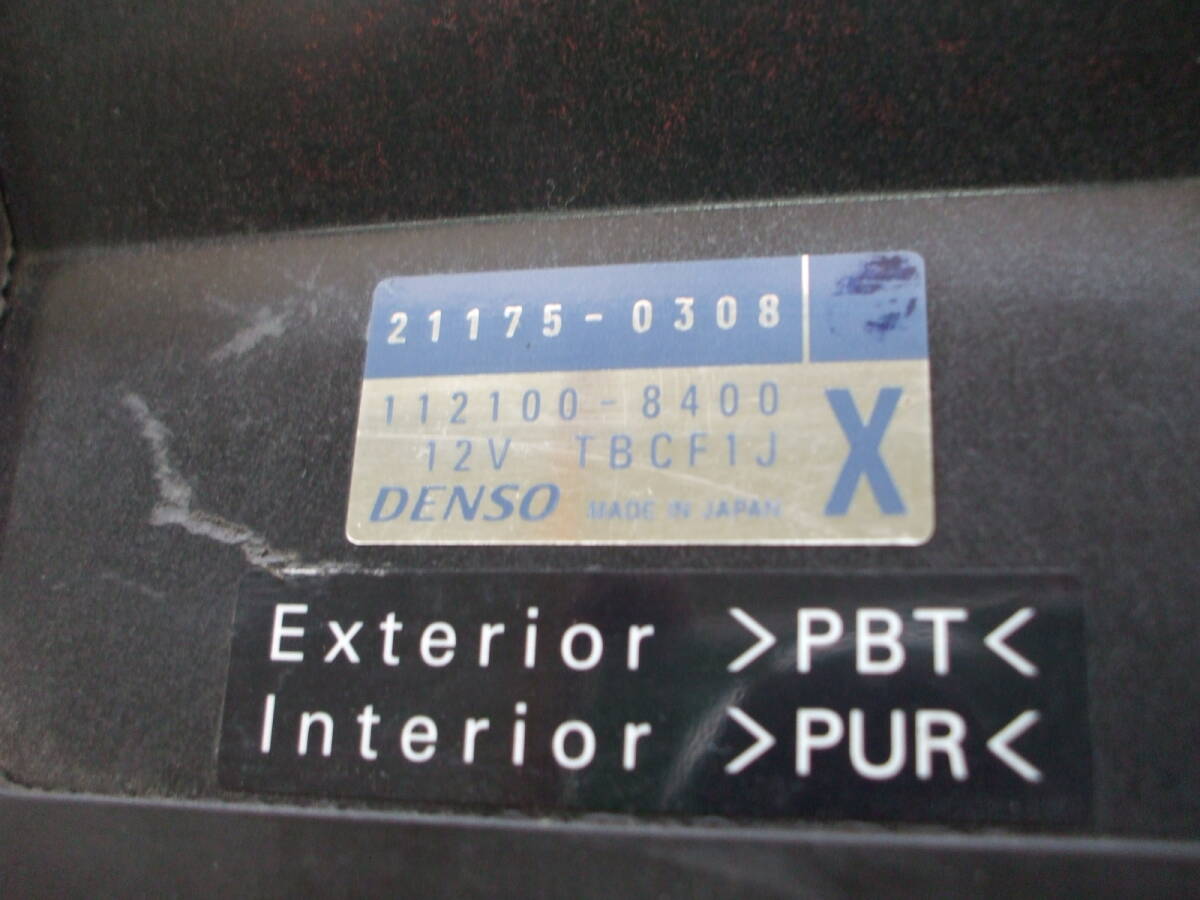 21175-0308
112100-8400
12V TBCF1J
X
DENSO MADE IN JAPAN
Exterior >PBT<
Interior >PUR<